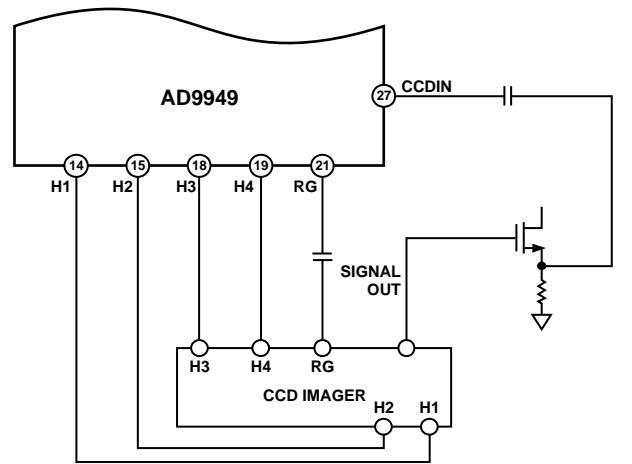 AD9949
27
CCDIN
14
15
18
19
21
H1
H2
H3
H4
RG
SIGNAL
OUT
H3
H4
RG
CCD IMAGER
H2
H1